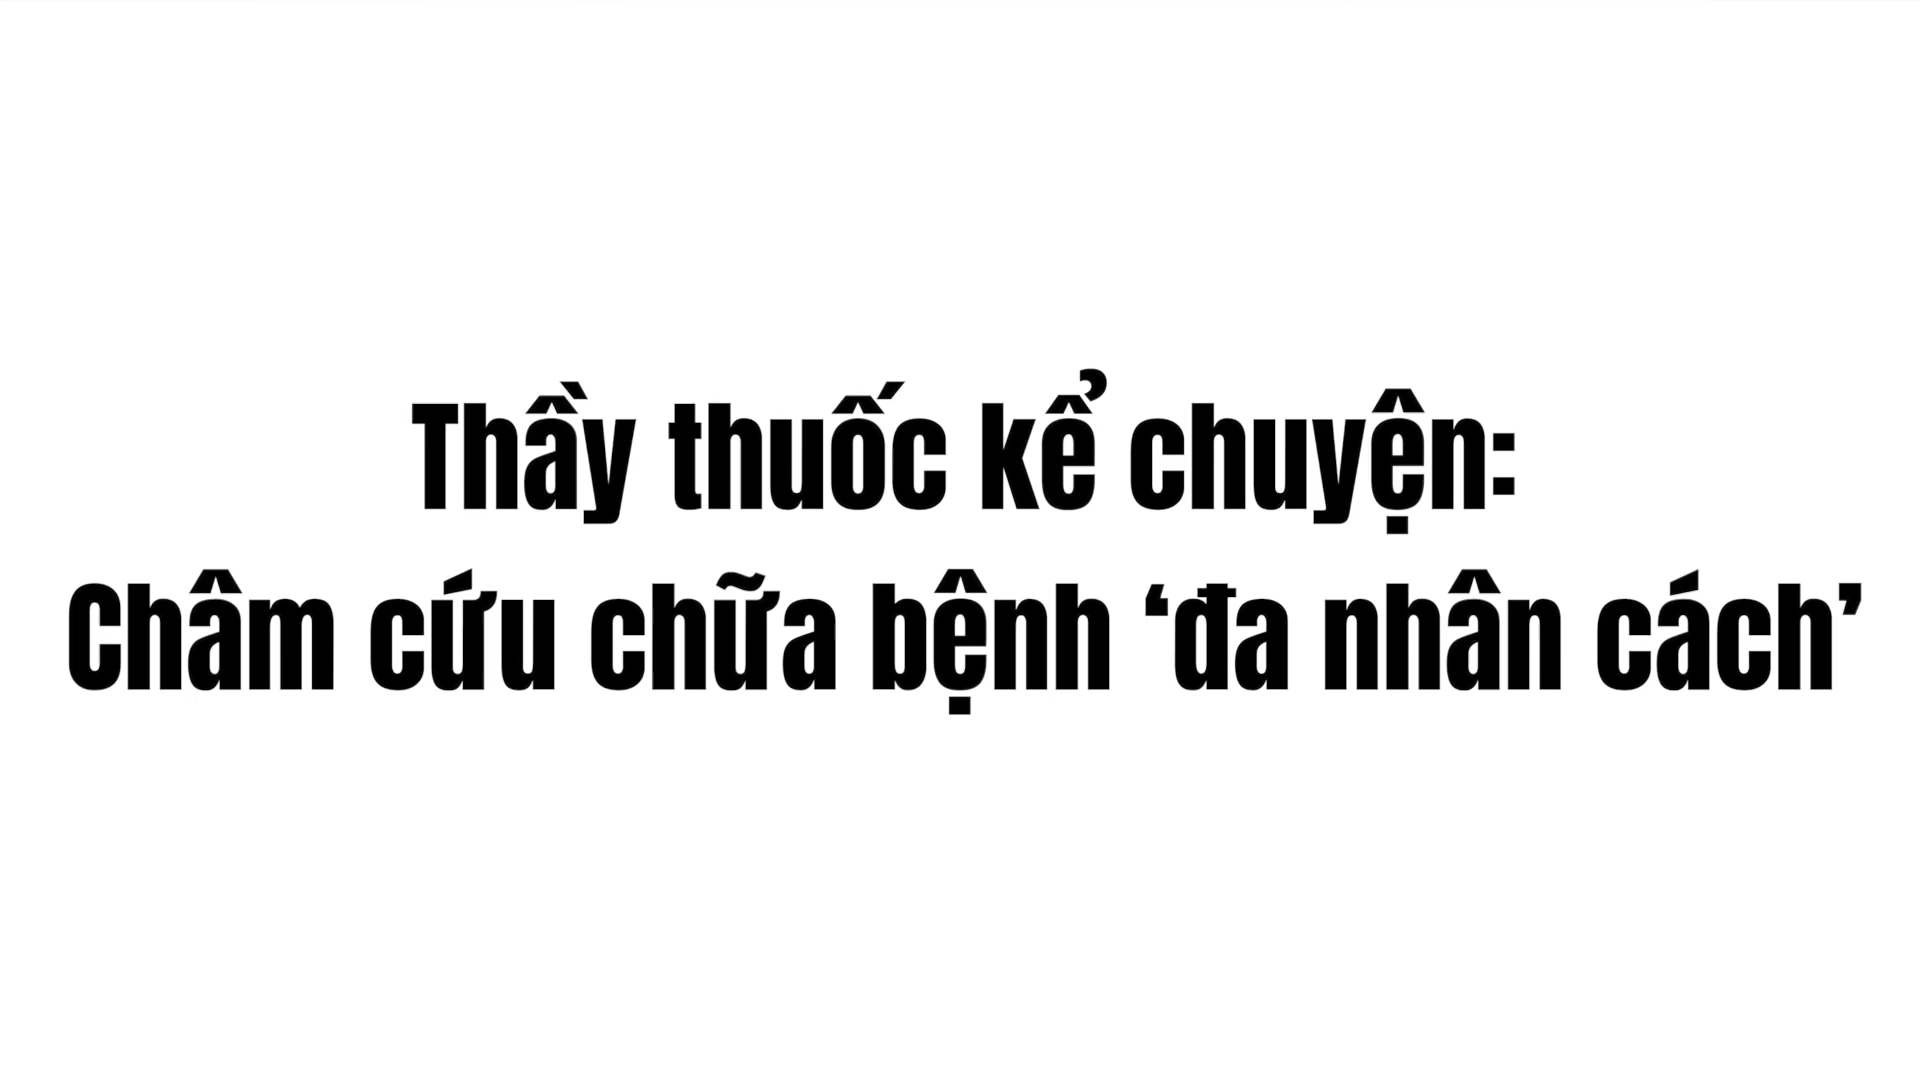 Thầy thuốc kể chuyện:
Châm cứu chữa bệnh ‘đa nhân cách’